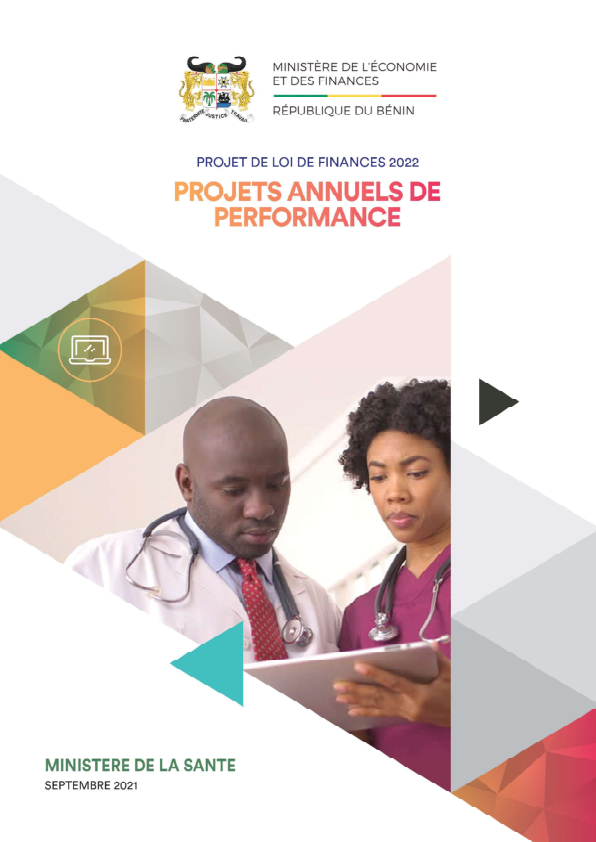 MINISTÈRE DE L'ÉCONOMIE
ET DES FINANCES
RÉPUBLIQUE DU BÉNIN
FRATERNITÉ JUSTICE TRAVAIL
PROJET DE LOI DE FINANCES 2022
PROJETS ANNUELS DE
PERFORMANCE
MINISTERE DE LA SANTE
SEPTEMBRE 2021